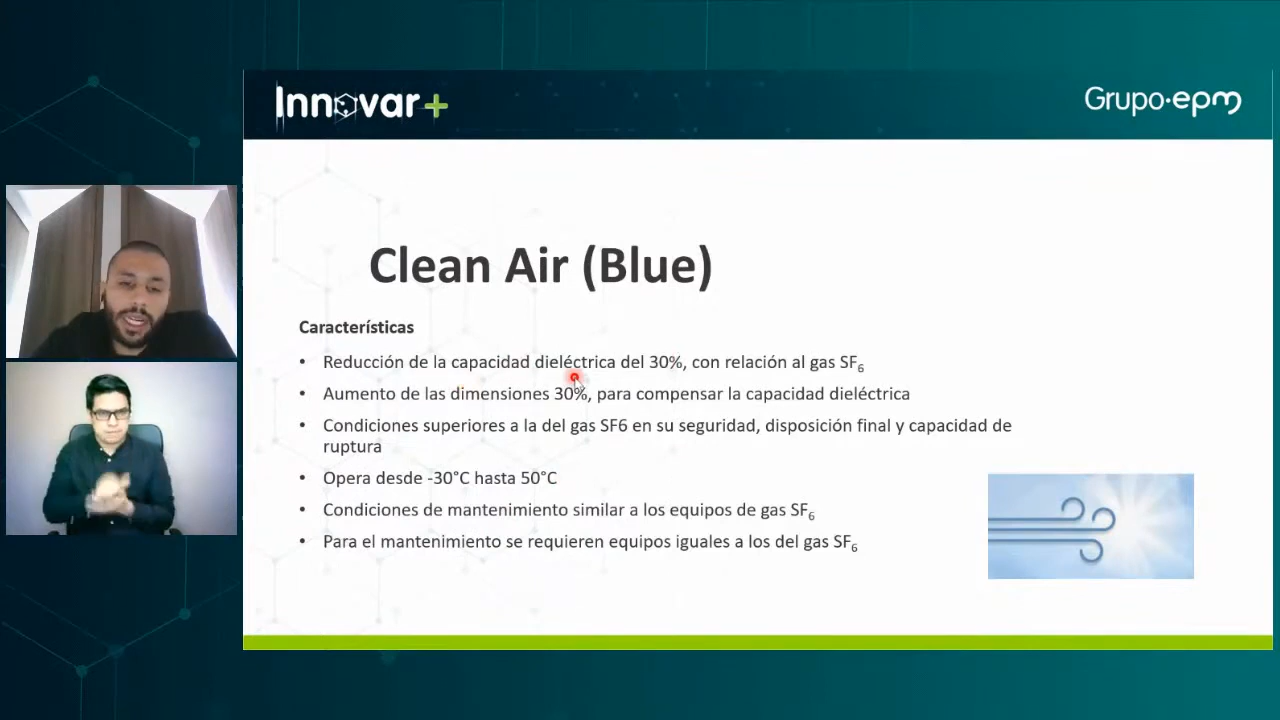 Innovar+
Grupo·epm
Clean Air (Blue)
Características
• Reducción de la capacidad dieléctrica del 30%, con relación al gas SF₆
• Aumento de las dimensiones 30%, para compensar la capacidad dieléctrica
• Condiciones superiores a la del gas SF6 en su seguridad, disposición final y capacidad de
ruptura
• Opera desde -30°C hasta 50°C
• Condiciones de mantenimiento similar a los equipos de gas SF₆
• Para el mantenimiento se requieren equipos iguales a los del gas SF₆